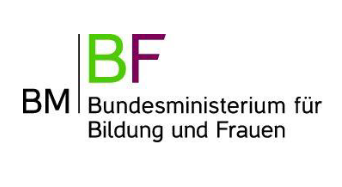 BF
BM Bundesministerium für
Bildung und Frauen